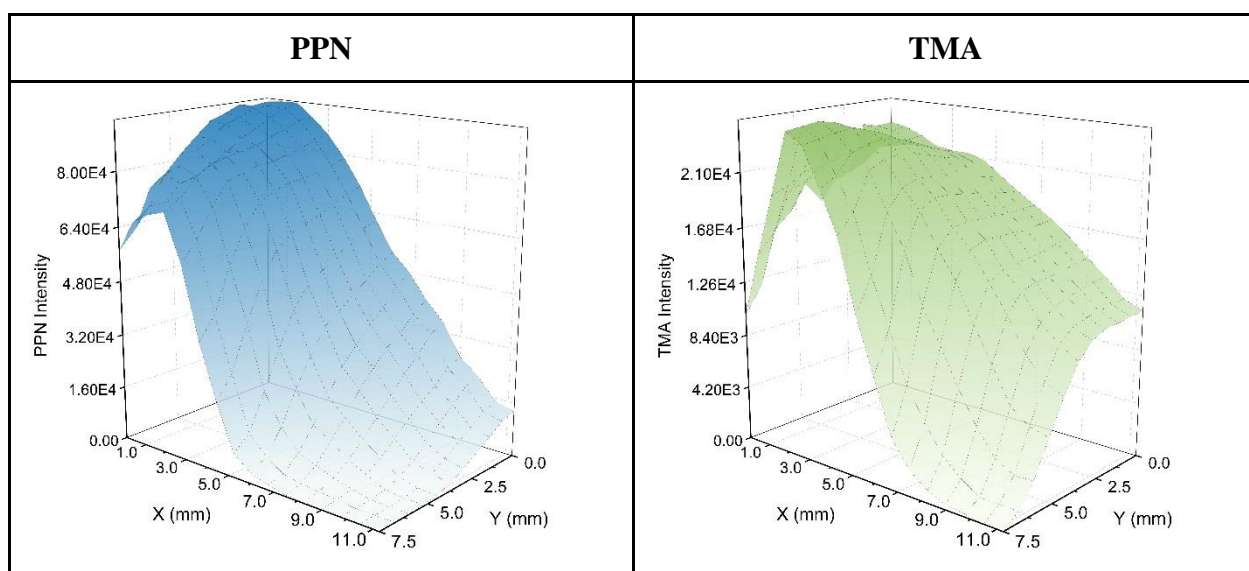 PPN
TMA
8.00E4
6.40E4
4.80E4
3.20E4
1.60E4
0.00
PPN Intensity
1.0
3.0
5.0
7.0
9.0
11.0
X (mm)
0.0
2.5
5.0
7.5
Y (mm)
2.10E4
1.68E4
1.26E4
8.40E3
4.20E3
0.00
TMA Intensity
1.0
3.0
5.0
7.0
9.0
11.0
X (mm)
0.0
2.5
5.0
7.5
Y (mm)